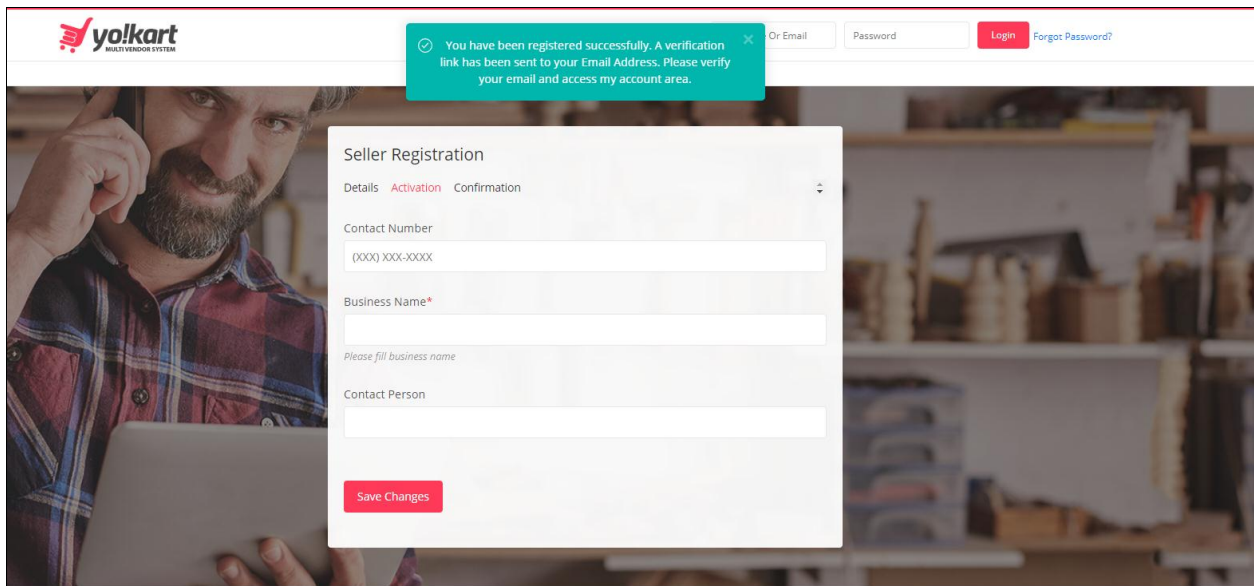 yo!kart
MULTI VENDOR SYSTEM
You have been registered successfully. A verification
link has been sent to your Email Address. Please verify
your email and access my account area.
Or Email
Password
Login
Forgot Password?
Seller Registration
Details Activation Confirmation
Contact Number
(XXX) XXX-XXXX
Business Name*
Please fill business name
Contact Person
Save Changes